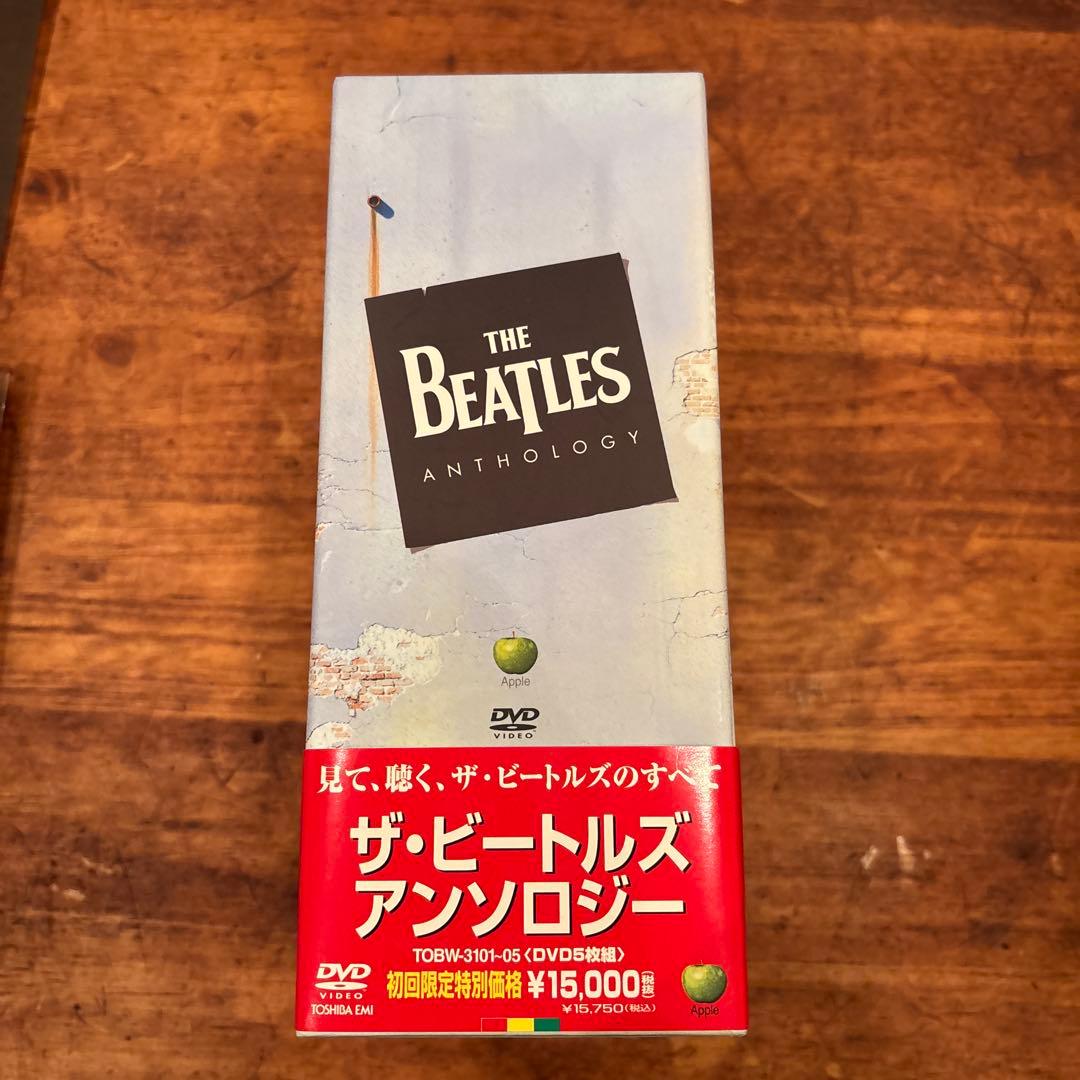 THE
BEATLES
ANTHOLOGY
Apple
DVD
VIDEO™
見て、聴く、ザ・ビートルズのすべて
ザ・ビートルズ
アンソロジー
TOBW-3101~05〈DVD5枚組〉
DVD
VIDEO
TOSHIBA EMI
初回限定特別価格 ¥15,000(税抜)
¥15,750(税込)
Apple